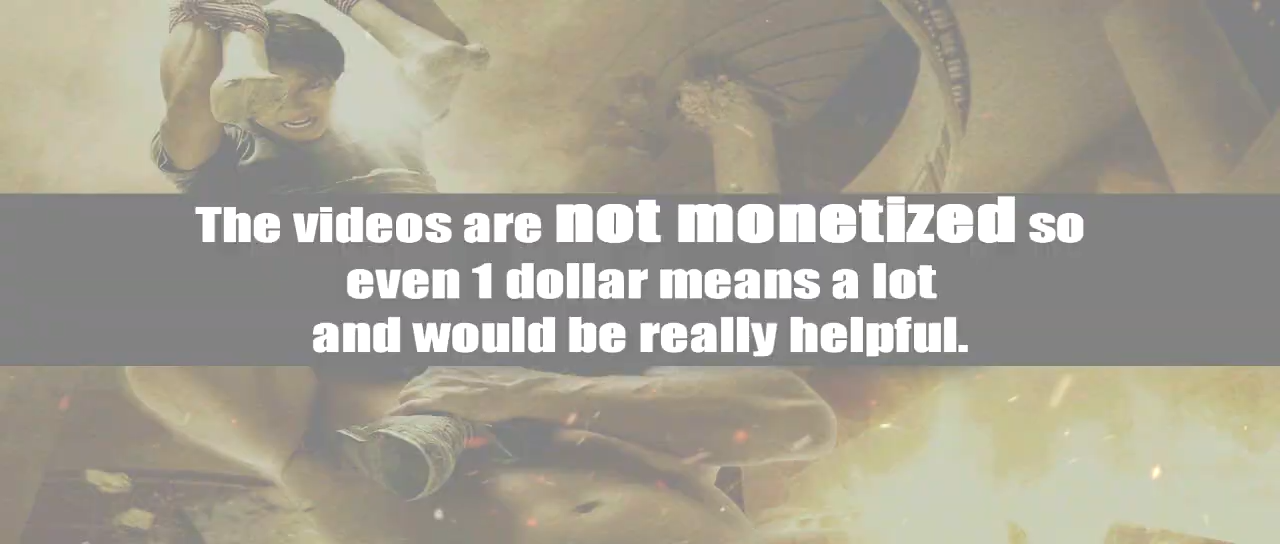 The videos are not monetized so
even 1 dollar means a lot
and would be really helpful.